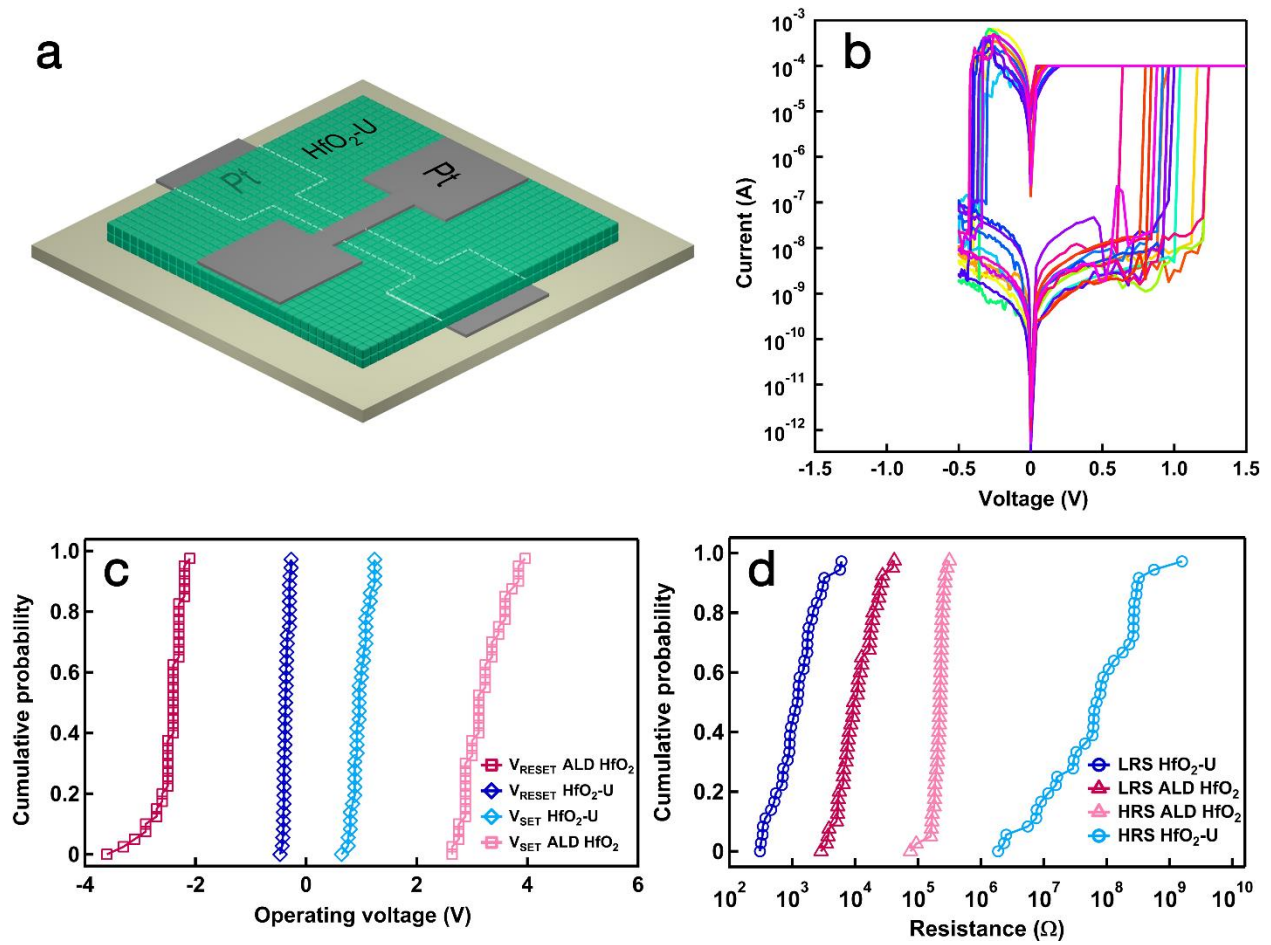 a
HfO₂-U
Pt
Pt
b
Current (A)
10⁻³
10⁻⁴
10⁻⁵
10⁻⁶
10⁻⁷
10⁻⁸
10⁻⁹
10⁻¹⁰
10⁻¹¹
10⁻¹²
-1.5 -1.0 -0.5 0 0.5 1.0 1.5
Voltage (V)
c
Cumulative probability
1.0
0.8
0.6
0.4
0.2
0
V_RESET ALD HfO₂
V_RESET HfO₂-U
V_SET HfO₂-U
V_SET ALD HfO₂
-4 -2 0 2 4 6
Operating voltage (V)
d
Cumulative probability
1.0
0.8
0.6
0.4
0.2
0
LRS HfO₂-U
LRS ALD HfO₂
HRS ALD HfO₂
HRS HfO₂-U
10² 10³ 10⁴ 10⁵ 10⁶ 10⁷ 10⁸ 10⁹ 10¹⁰
Resistance (Ω)